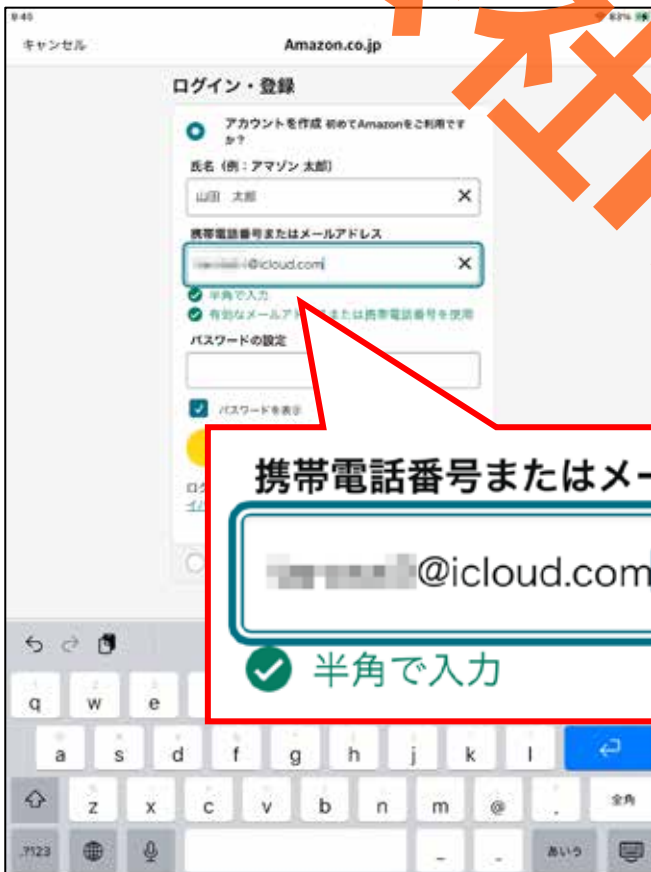 9:40
83%
キャンセル
Amazon.co.jp
ログイン・登録
アカウントを作成 初めてAmazonをご利用です
か?
氏名 (例:アマゾン 太郎)
山田 太郎
携帯電話番号またはメールアドレス
@icloud.com
半角で入力
有効なメールアドレスまたは携帯電話番号を使用
パスワードの設定
パスワードを表示
携帯電話番号またはメー
@icloud.com
半角で入力
q w e
a s d f g h j k l
z x c v b n m @ . 全角
.?123 あいう
社